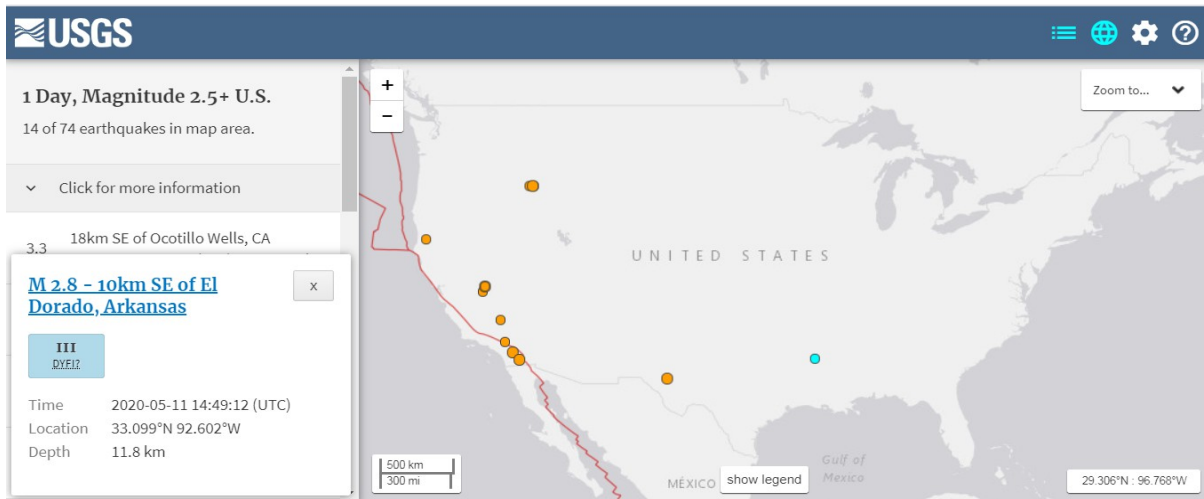 USGS
1 Day, Magnitude 2.5+ U.S.
14 of 74 earthquakes in map area.
Click for more information
3.3
18km SE of Ocotillo Wells, CA
M 2.8 - 10km SE of El
Dorado, Arkansas
x
III
DYFI?
Time 2020-05-11 14:49:12 (UTC)
Location 33.099°N 92.602°W
Depth 11.8 km
+
−
Zoom to...
UNITED STATES
500 km
300 mi
MÉXICO
show legend
Gulf of
Mexico
29.306°N : 96.768°W